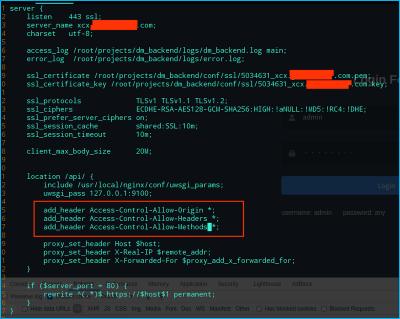 server {
listen 443 ssl;
server_name xcx. .com;
charset utf-8;
access_log /root/projects/dm_backend/logs/dm_backend.log main;
error_log /root/projects/dm_backend/logs/error.log;
ssl_certificate /root/projects/dm_backend/conf/ssl/5034631_xcx. .com.pem;
ssl_certificate_key /root/projects/dm_backend/conf/ssl/5034631_xcx. .com.key;
ssl_protocols TLSv1 TLSv1.1 TLSv1.2;
ssl_ciphers ECDHE-RSA-AES128-GCM-SHA256:HIGH:!aNULL:!MD5:!RC4:!DHE;
ssl_prefer_server_ciphers on;
ssl_session_cache shared:SSL:10m;
ssl_session_timeout 10m;
admin
client_max_body_size 20M;
location /api/ {
include /usr/local/nginx/conf/uwsgi_params;
uwsgi_pass 127.0.0.1:9100;
Login
add_header Access-Control-Allow-Origin *;
add_header Access-Control-Allow-Headers *;
add_header Access-Control-Allow-Methods *;
username: admin password: any
proxy_set_header Host $host;
proxy_set_header X-Real-IP $remote_addr;
proxy_set_header X-Forwarded-For $proxy_add_x_forwarded_for;
}
if ($server_port = 80) {
rewrite ^(.*)$ https://$host$1 permanent;
}